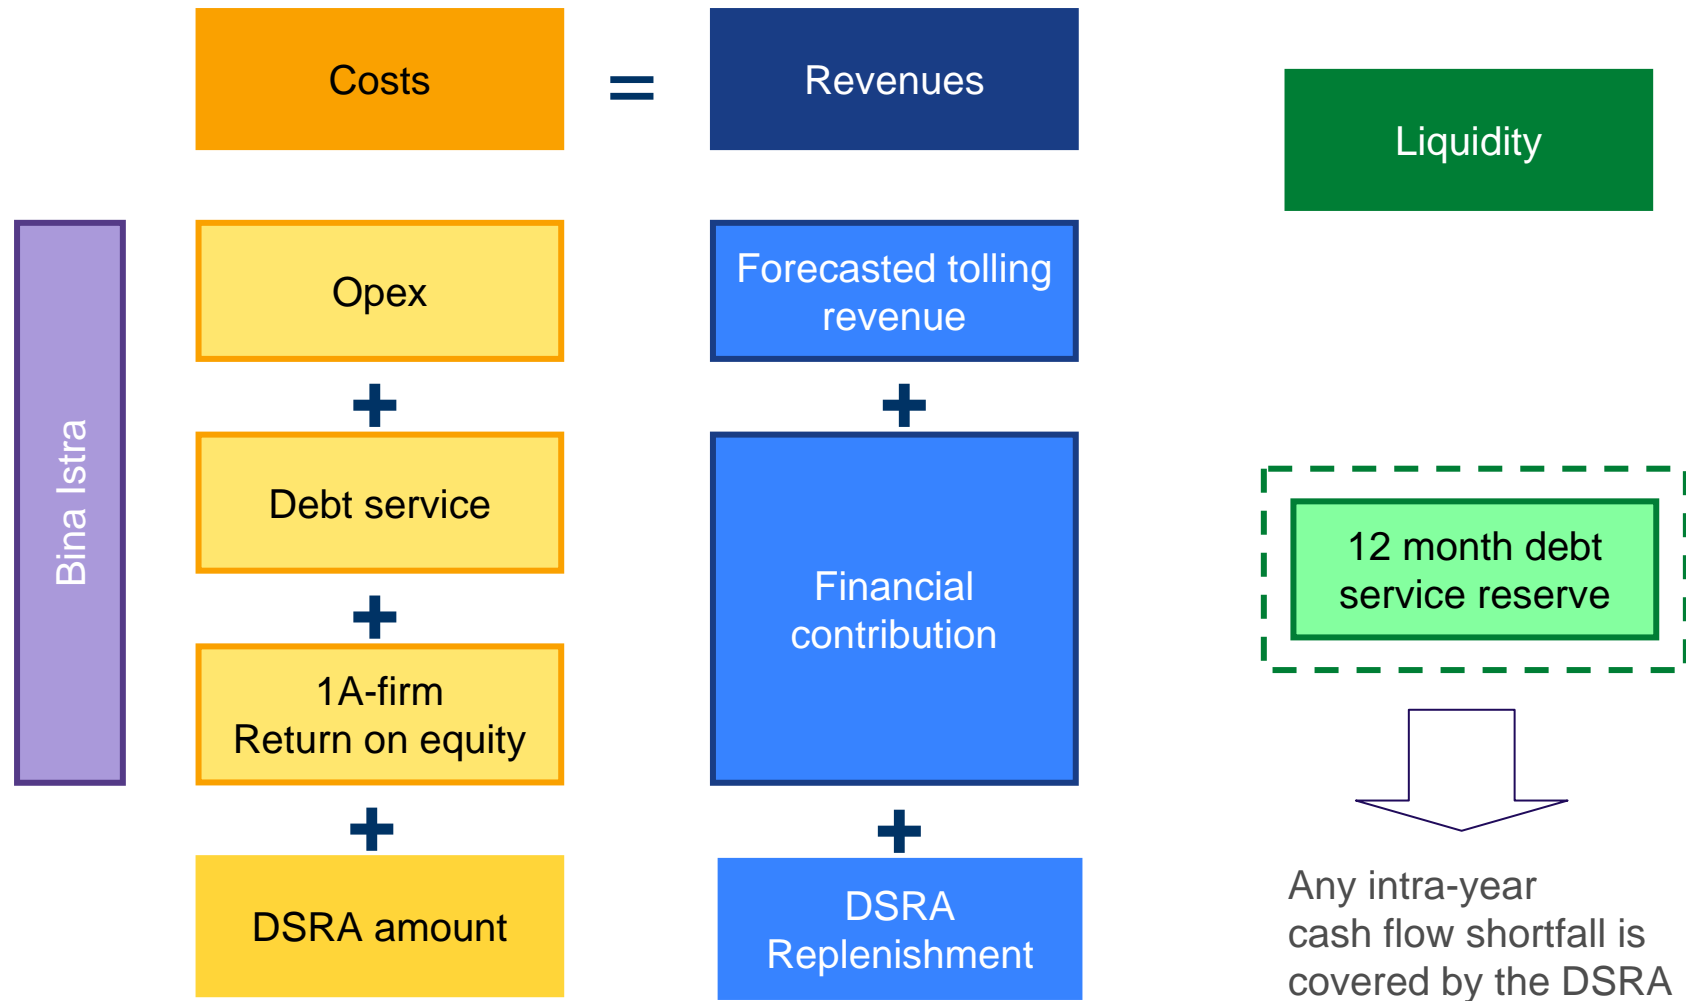 Costs
=
Revenues
Liquidity
Bina Istra
Opex
+
Debt service
+
1A-firm
Return on equity
+
DSRA amount
Forecasted tolling
revenue
+
Financial
contribution
+
DSRA
Replenishment
12 month debt
service reserve
Any intra-year
cash flow shortfall is
covered by the DSRA